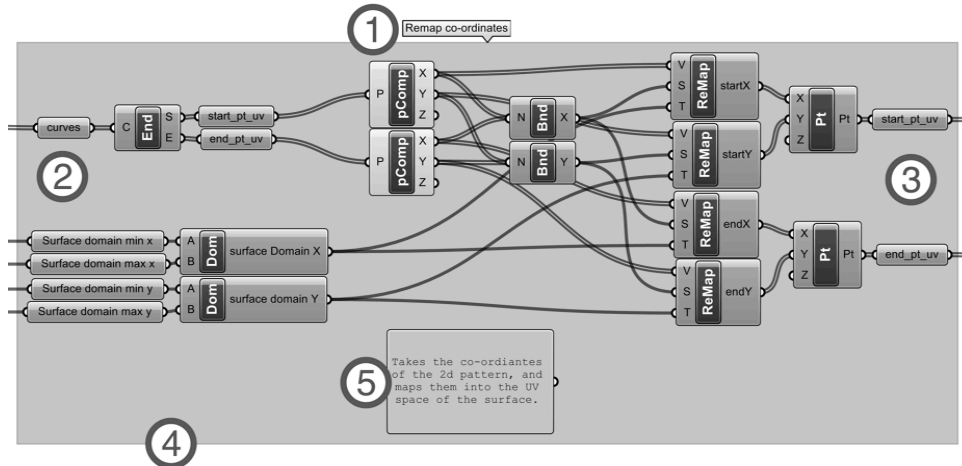 1
Remap co-ordinates
curves
C
End
S
E
start_pt_uv
end_pt_uv
P
pComp
X
Y
Z
P
pComp
X
Y
Z
N
Bnd
X
N
Bnd
Y
V
S
T
ReMap
startX
V
S
T
ReMap
startY
V
S
T
ReMap
endX
V
S
T
ReMap
endY
X
Y
Z
Pt
Pt
start_pt_uv
X
Y
Z
Pt
Pt
end_pt_uv
2
3
Surface domain min x
Surface domain max x
A
B
Dom
surface Domain X
Surface domain min y
Surface domain max y
A
B
Dom
surface domain Y
5
Takes the co-ordiantes
of the 2d pattern, and
maps them into the UV
space of the surface.
4